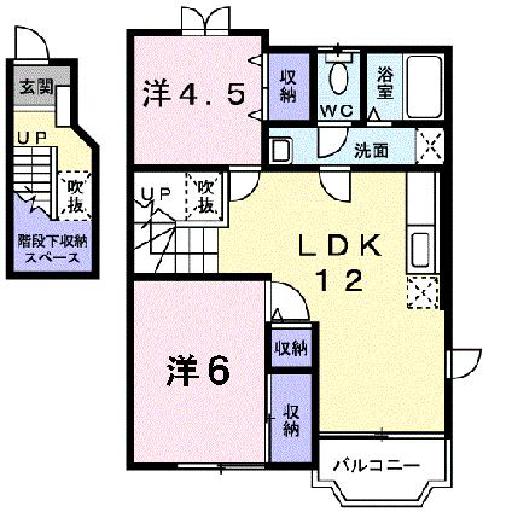 玄関
UP
吹
抜
階段下収納
スペース
洋4.5
収
納
WC
浴
室
洗面
UP
吹
抜
LDK
12
洋6
収納
収
納
バルコニー